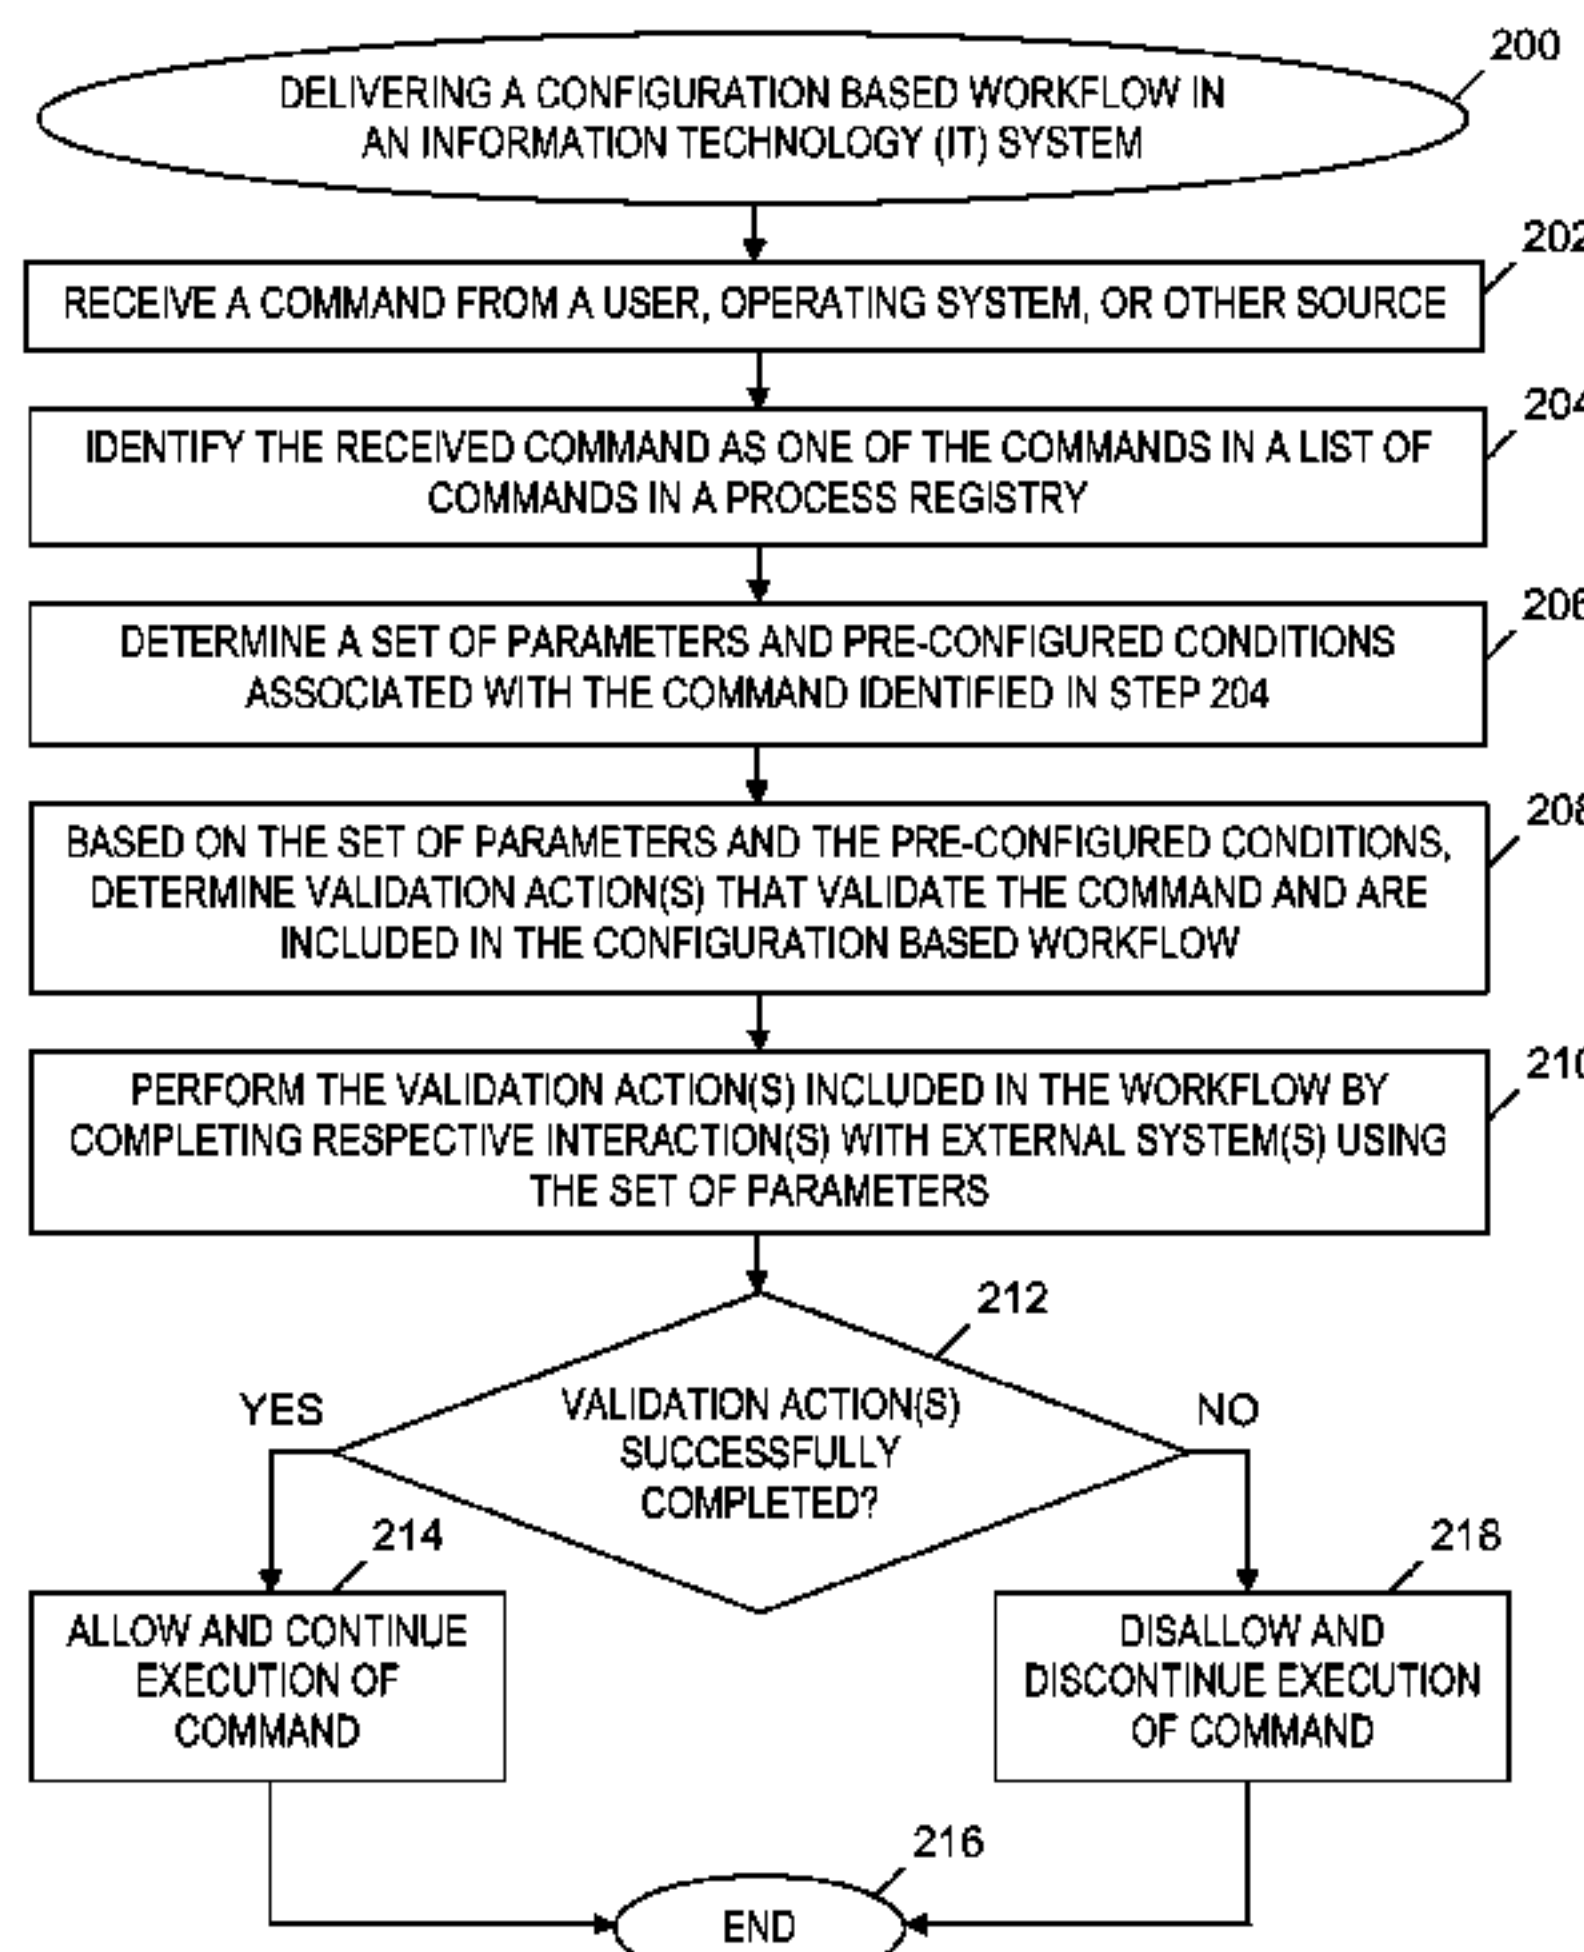 200
DELIVERING A CONFIGURATION BASED WORKFLOW IN
AN INFORMATION TECHNOLOGY (IT) SYSTEM
202
RECEIVE A COMMAND FROM A USER, OPERATING SYSTEM, OR OTHER SOURCE
204
IDENTIFY THE RECEIVED COMMAND AS ONE OF THE COMMANDS IN A LIST OF
COMMANDS IN A PROCESS REGISTRY
206
DETERMINE A SET OF PARAMETERS AND PRE-CONFIGURED CONDITIONS
ASSOCIATED WITH THE COMMAND IDENTIFIED IN STEP 204
208
BASED ON THE SET OF PARAMETERS AND THE PRE-CONFIGURED CONDITIONS,
DETERMINE VALIDATION ACTION(S) THAT VALIDATE THE COMMAND AND ARE
INCLUDED IN THE CONFIGURATION BASED WORKFLOW
210
PERFORM THE VALIDATION ACTION(S) INCLUDED IN THE WORKFLOW BY
COMPLETING RESPECTIVE INTERACTION(S) WITH EXTERNAL SYSTEM(S) USING
THE SET OF PARAMETERS
212
YES
VALIDATION ACTION(S)
SUCCESSFULLY
COMPLETED?
NO
214
ALLOW AND CONTINUE
EXECUTION OF
COMMAND
218
DISALLOW AND
DISCONTINUE EXECUTION
OF COMMAND
216
END